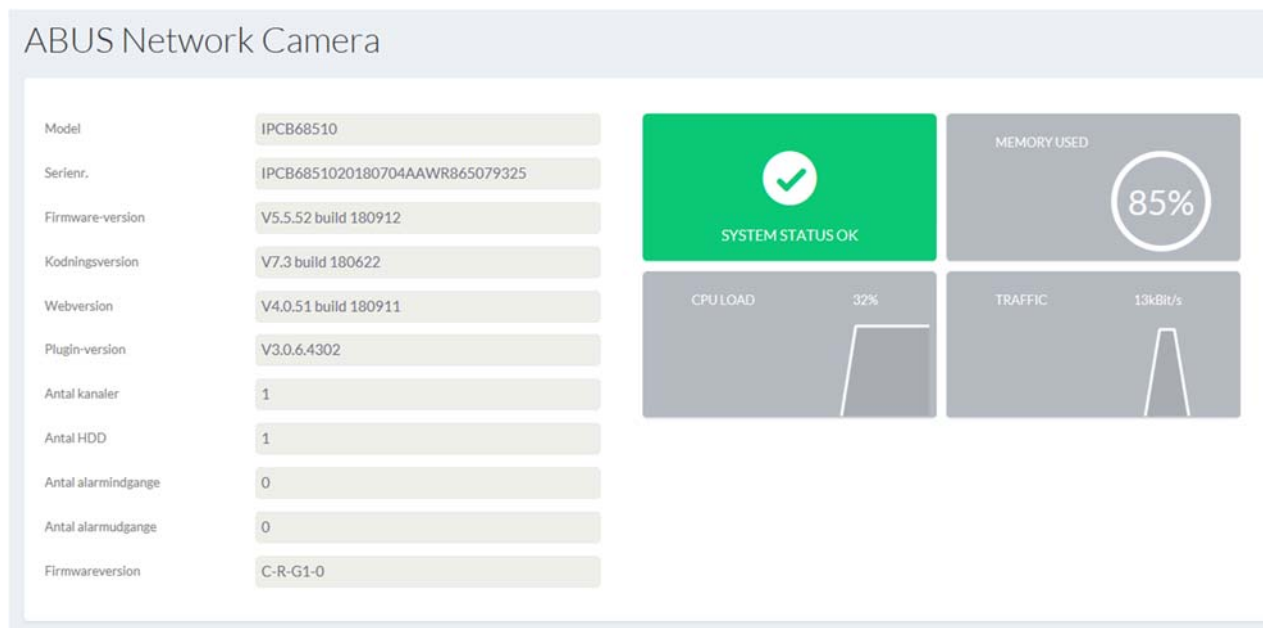 ABUS Network Camera
Model IPCB68510
Serienr. IPCB6851020180704AAWR865079325
Firmware-version V5.5.52 build 180912
Kodningsversion V7.3 build 180622
Webversion V4.0.51 build 180911
Plugin-version V3.0.6.4302
Antal kanaler 1
Antal HDD 1
Antal alarmindgange 0
Antal alarmudgange 0
Firmwareversion C-R-G1-0
SYSTEM STATUS OK
MEMORY USED
85%
CPU LOAD 32%
TRAFFIC 13kBit/s